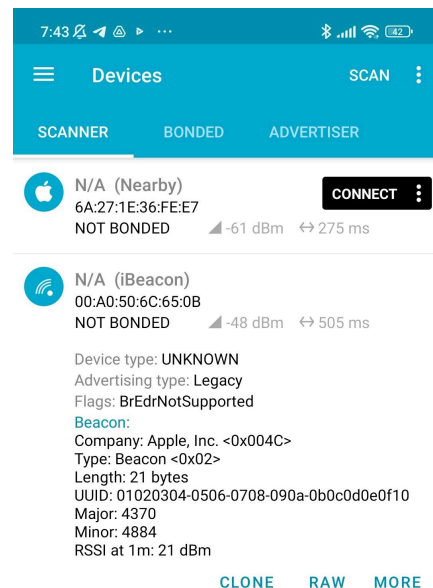 7:43 42
Devices SCAN
SCANNER BONDED ADVERTISER
N/A (Nearby) CONNECT
6A:27:1E:36:FE:E7
NOT BONDED -61 dBm 275 ms
N/A (iBeacon)
00:A0:50:6C:65:0B
NOT BONDED -48 dBm 505 ms
Device type: UNKNOWN
Advertising type: Legacy
Flags: BrEdrNotSupported
Beacon:
Company: Apple, Inc. <0x004C>
Type: Beacon <0x02>
Length: 21 bytes
UUID: 01020304-0506-0708-090a-0b0c0d0e0f10
Major: 4370
Minor: 4884
RSSI at 1m: 21 dBm
CLONE RAW MORE